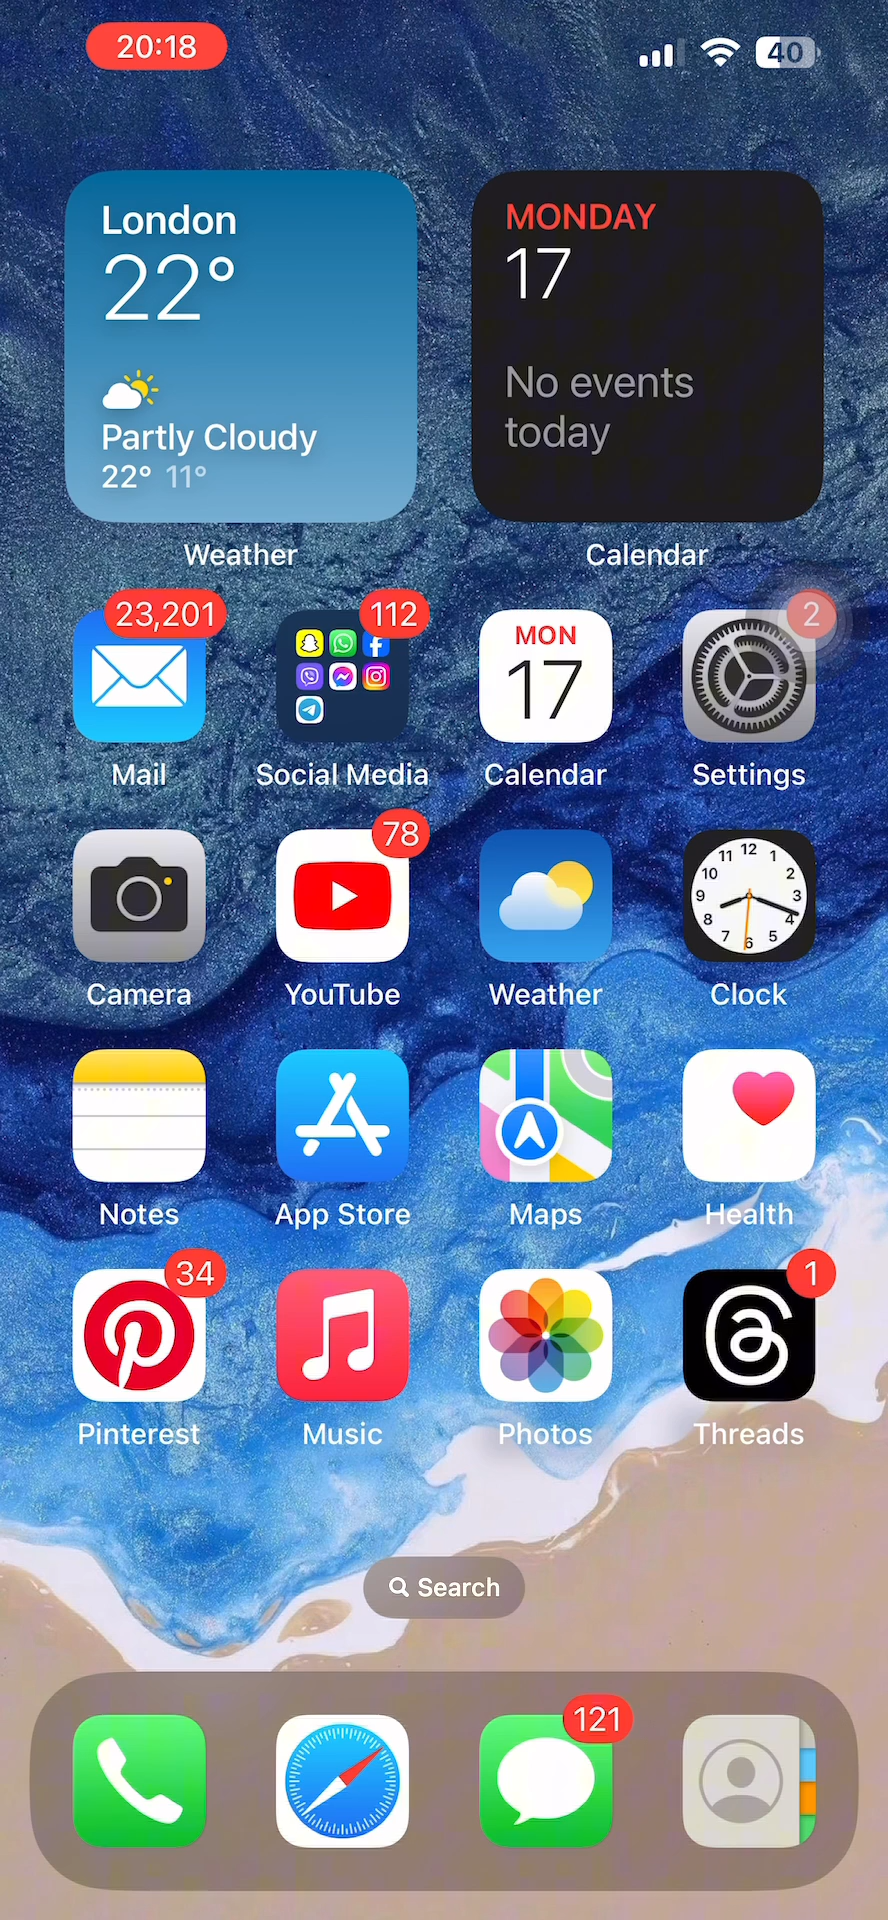 20:18
40
London
22°
Partly Cloudy
22° 11°
Weather
MONDAY
17
No events
today
Calendar
23,201
112
MON
17
2
Mail
Social Media
Calendar
Settings
78
12
1
2
3
4
5
6
7
8
9
10
11
Camera
YouTube
Weather
Clock
Notes
App Store
Maps
Health
34
1
Pinterest
Music
Photos
Threads
Search
121